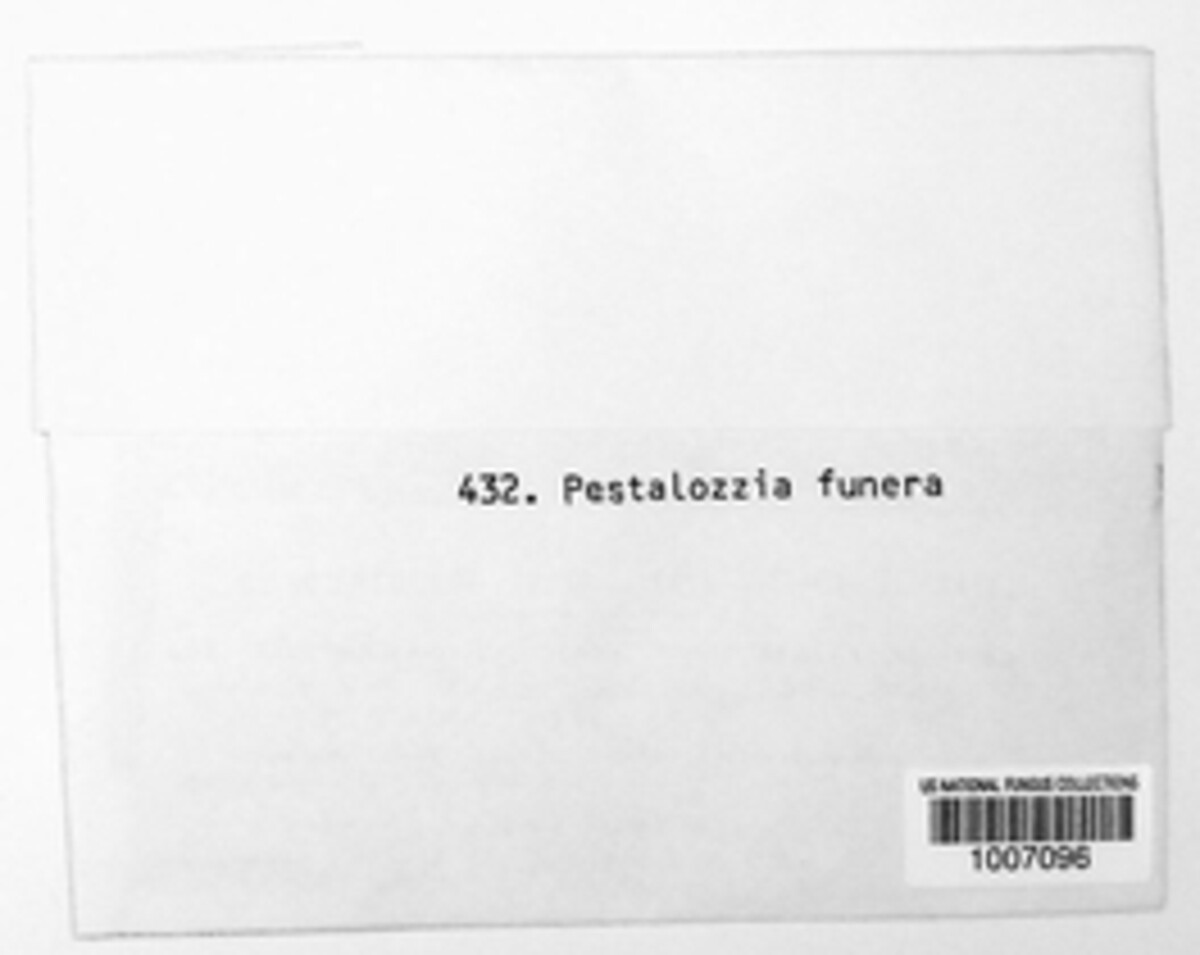 432. Pestalozzia funera
US NATIONAL FUNGUS COLLECTIONS
1007096